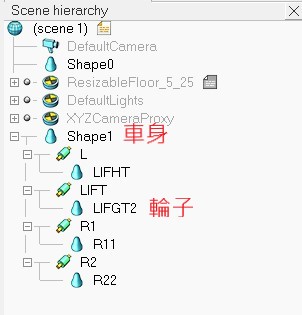 Scene hierarchy
(scene 1)
DefaultCamera
Shape0
ResizableFloor_5_25
DefaultLights
XYZCameraProxy
Shape1 車身
L
LIFHT
LIFT
LIFGT2 輪子
R1
R11
R2
R22